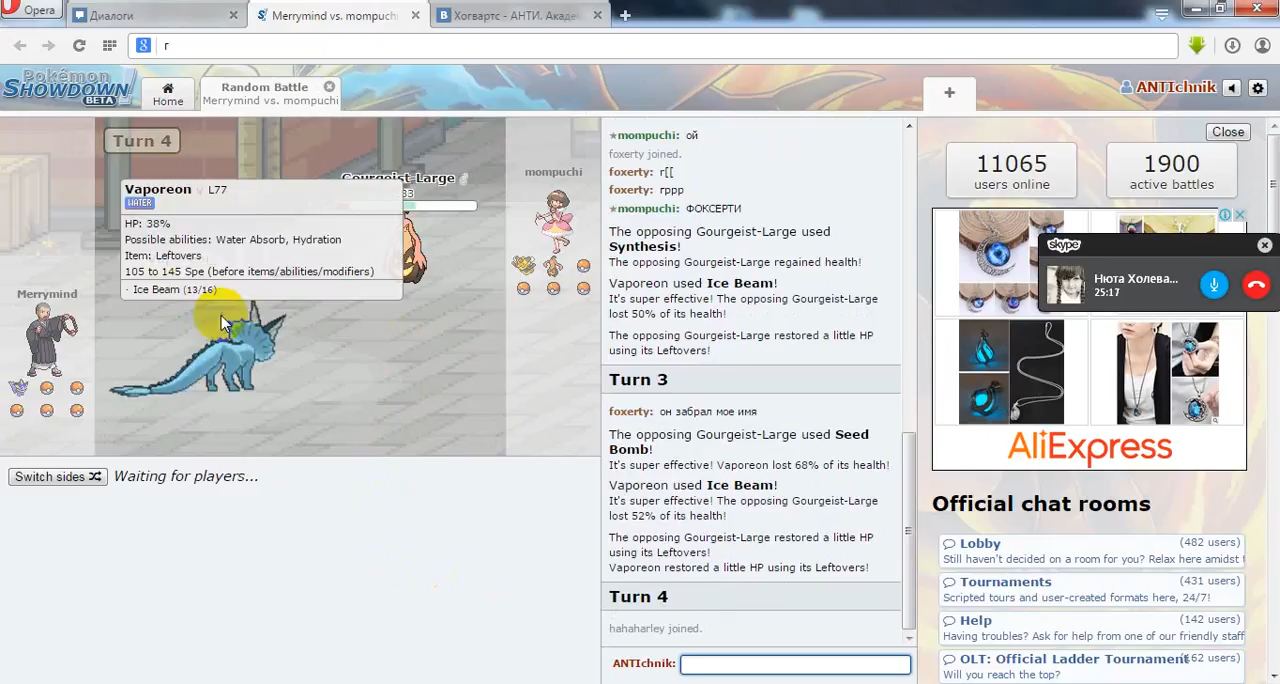 Opera
Диалоги
Merrymind vs. mompuchi
Хогвартс - АНТИ. Акаде
г
Pokémon
SHOWDOWN
BETA
Home
Random Battle
Merrymind vs. mompuchi
+
ANTIchnik
Turn 4
Vaporeon L77
WATER
HP: 38%
Possible abilities: Water Absorb, Hydration
Item: Leftovers
105 to 145 Spe (before items/abilities/modifiers)
· Ice Beam (13/16)
Gourgeist-Large
mompuchi
Merrymind
Switch sides
Waiting for players...
★mompuchi: ой
foxerty joined.
foxerty: г[[
foxerty: гррр
★mompuchi: ФОКСЕРТИ
The opposing Gourgeist-Large used
Synthesis!
The opposing Gourgeist-Large regained health!
Vaporeon used Ice Beam!
It's super effective! The opposing Gourgeist-Large
lost 50% of its health!
The opposing Gourgeist-Large restored a little HP
using its Leftovers!
Turn 3
foxerty: он забрал мое имя
The opposing Gourgeist-Large used Seed
Bomb!
It's super effective! Vaporeon lost 68% of its health!
Vaporeon used Ice Beam!
It's super effective! The opposing Gourgeist-Large
lost 52% of its health!
The opposing Gourgeist-Large restored a little HP
using its Leftovers!
Vaporeon restored a little HP using its Leftovers!
Turn 4
hahaharley joined.
ANTIchnik:
Close
11065
users online
1900
active battles
skype
Нюта Холева...
25:17
AliExpress
Official chat rooms
Lobby
(482 users)
Still haven't decided on a room for you? Relax here amidst
Tournaments
(431 users)
Scripted tours and user-created formats here, 24/7!
Help
(142 users)
Having troubles? Ask for help from one of our friendly staff
OLT: Official Ladder Tournament
162 users)
Will you reach the top?